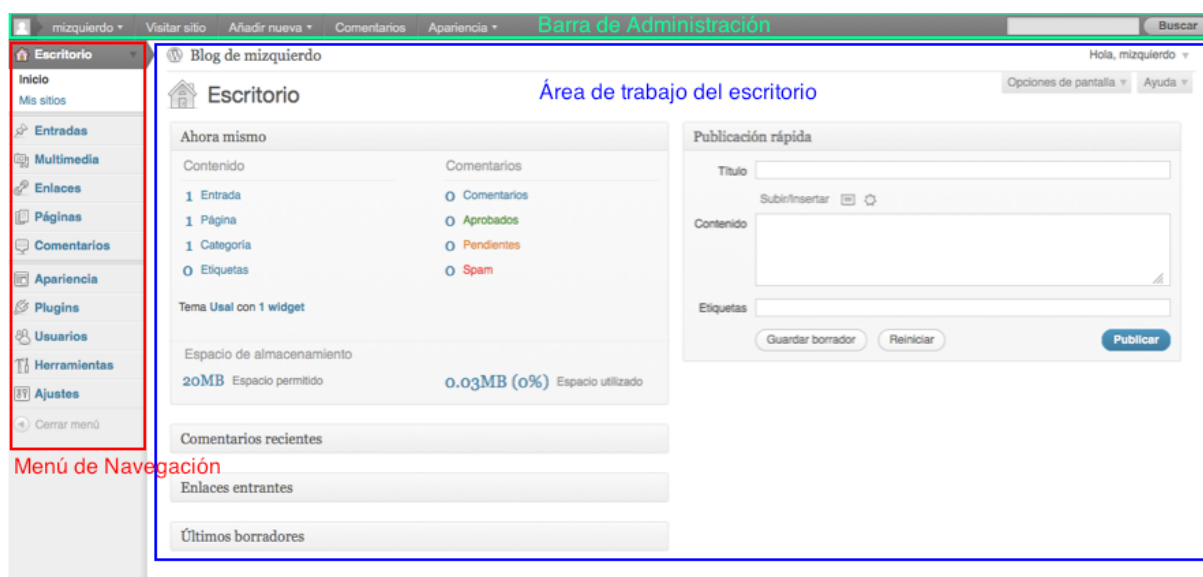 mizquierdo Visitar sitio Añadir nueva Comentarios Apariencia Barra de Administración Buscar
Escritorio
Inicio
Mis sitios
Entradas
Multimedia
Enlaces
Páginas
Comentarios
Apariencia
Plugins
Usuarios
Herramientas
Ajustes
Cerrar menú
Menú de Navegación
Blog de mizquierdo
Hola, mizquierdo
Escritorio
Área de trabajo del escritorio
Opciones de pantalla Ayuda
Ahora mismo
Contenido Comentarios
1 Entrada 0 Comentarios
1 Página 0 Aprobados
1 Categoría 0 Pendientes
0 Etiquetas 0 Spam
Tema Usal con 1 widget
Espacio de almacenamiento
20MB Espacio permitido 0.03MB (0%) Espacio utilizado
Comentarios recientes
Enlaces entrantes
Últimos borradores
Publicación rápida
Título
Subir/Insertar
Contenido
Etiquetas
Guardar borrador Reiniciar Publicar